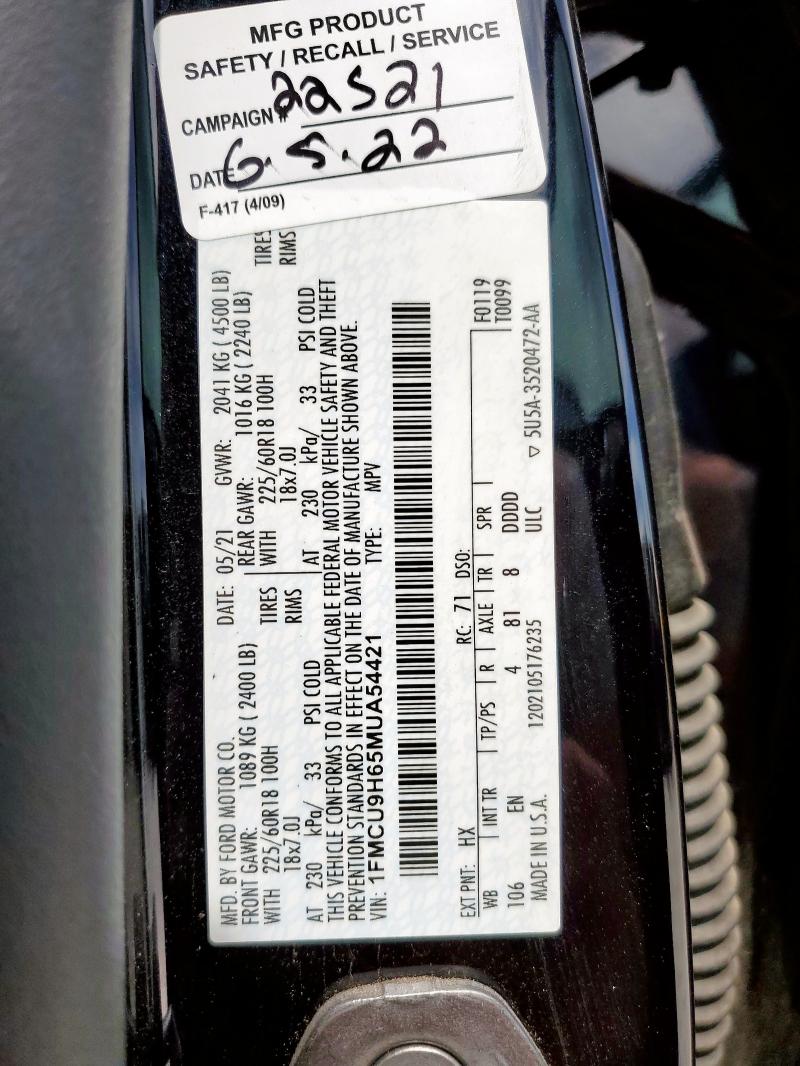 MFG PRODUCT
SAFETY / RECALL / SERVICE
CAMPAIGN # 22S21
DATE 6.5.22
F-417 (4/09)
MFD. BY FORD MOTOR CO. DATE: 05/21 GVWR: 2041 KG ( 4500 LB)
FRONT GAWR: 1089 KG ( 2400 LB) REAR GAWR: 1016 KG ( 2240 LB)
WITH 225/60R18 100H TIRES WITH 225/60R18 100H TIRES
18x7.0J RIMS 18x7.0J RIMS
AT 230 kPa/ 33 PSI COLD AT 230 kPa/ 33 PSI COLD
THIS VEHICLE CONFORMS TO ALL APPLICABLE FEDERAL MOTOR VEHICLE SAFETY AND THEFT
PREVENTION STANDARDS IN EFFECT ON THE DATE OF MANUFACTURE SHOWN ABOVE.
VIN: 1FMCU9H65MUA54421 TYPE: MPV
EXT PNT: HX RC: 71 DSO:
WB INT TR TP/PS R AXLE TR SPR F0119
106 EN 4 81 8 DDDD T0099
MADE IN U.S.A. 1202105176235 ULC ▽ 5U5A-3520472-AA